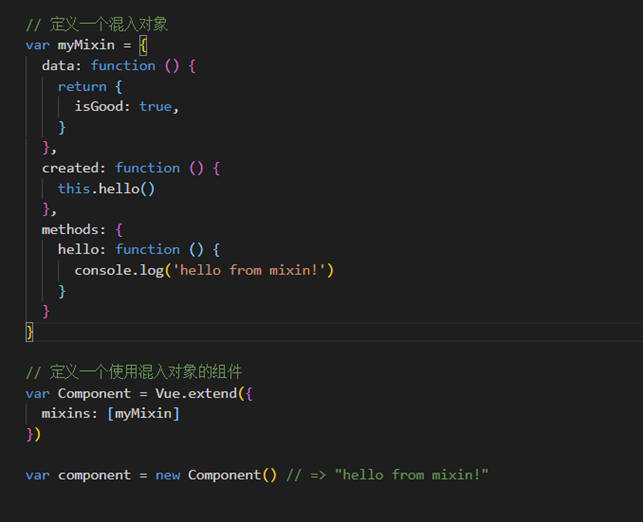 // 定义一个混入对象
var myMixin = {
  data: function () {
    return {
      isGood: true,
    }
  },
  created: function () {
    this.hello()
  },
  methods: {
    hello: function () {
      console.log('hello from mixin!')
    }
  }
}
// 定义一个使用混入对象的组件
var Component = Vue.extend({
  mixins: [myMixin]
})
var component = new Component() // => "hello from mixin!"